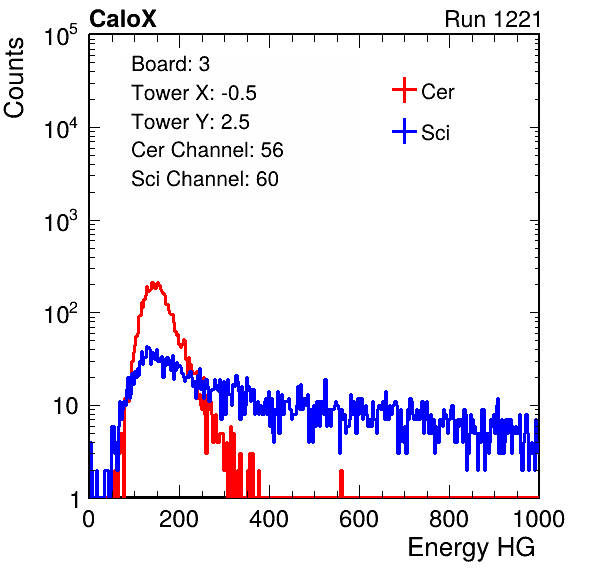 CaloX Run 1221
Counts
10^5
10^4
10^3
10^2
10
1
Board: 3
Tower X: -0.5
Tower Y: 2.5
Cer Channel: 56
Sci Channel: 60
Cer
Sci
0 200 400 600 800 1000
Energy HG